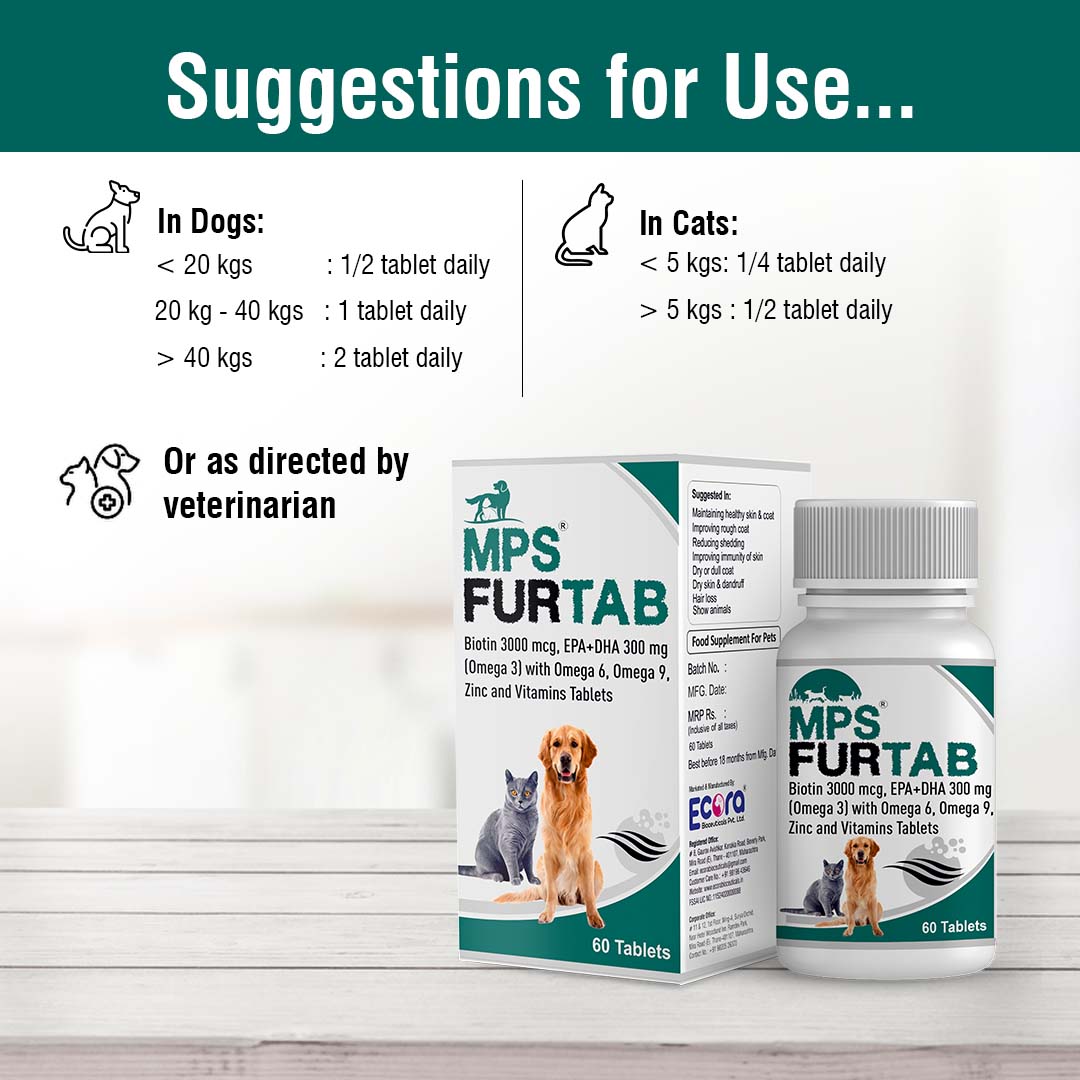 Suggestions for Use...
In Dogs:
< 20 kgs : 1/2 tablet daily
20 kg - 40 kgs : 1 tablet daily
> 40 kgs : 2 tablet daily
In Cats:
< 5 kgs: 1/4 tablet daily
> 5 kgs : 1/2 tablet daily
Or as directed by
veterinarian
MPS®
FURTAB
Biotin 3000 mcg, EPA+DHA 300 mg
(Omega 3) with Omega 6, Omega 9,
Zinc and Vitamins Tablets
60 Tablets
Suggested in:
Maintaining healthy skin & coat
Improving rough coat
Reducing shedding
Improving immunity of skin
Dry or dull coat
Dry skin & dandruff
Hair loss
Show animals
Food Supplement For Pets
Batch No. :
MFG. Date:
MRP Rs. :
(Inclusive of all taxes)
60 Tablets
Best before 18 months from Mfg. Da
Marketed & Manufactured By:
Ecora®
Bioceuticals Pvt. Ltd.
Registered Office:
Corporate Office:
MPS®
FURTAB
Biotin 3000 mcg, EPA+DHA 300 mg
(Omega 3) with Omega 6, Omega 9,
Zinc and Vitamins Tablets
60 Tablets